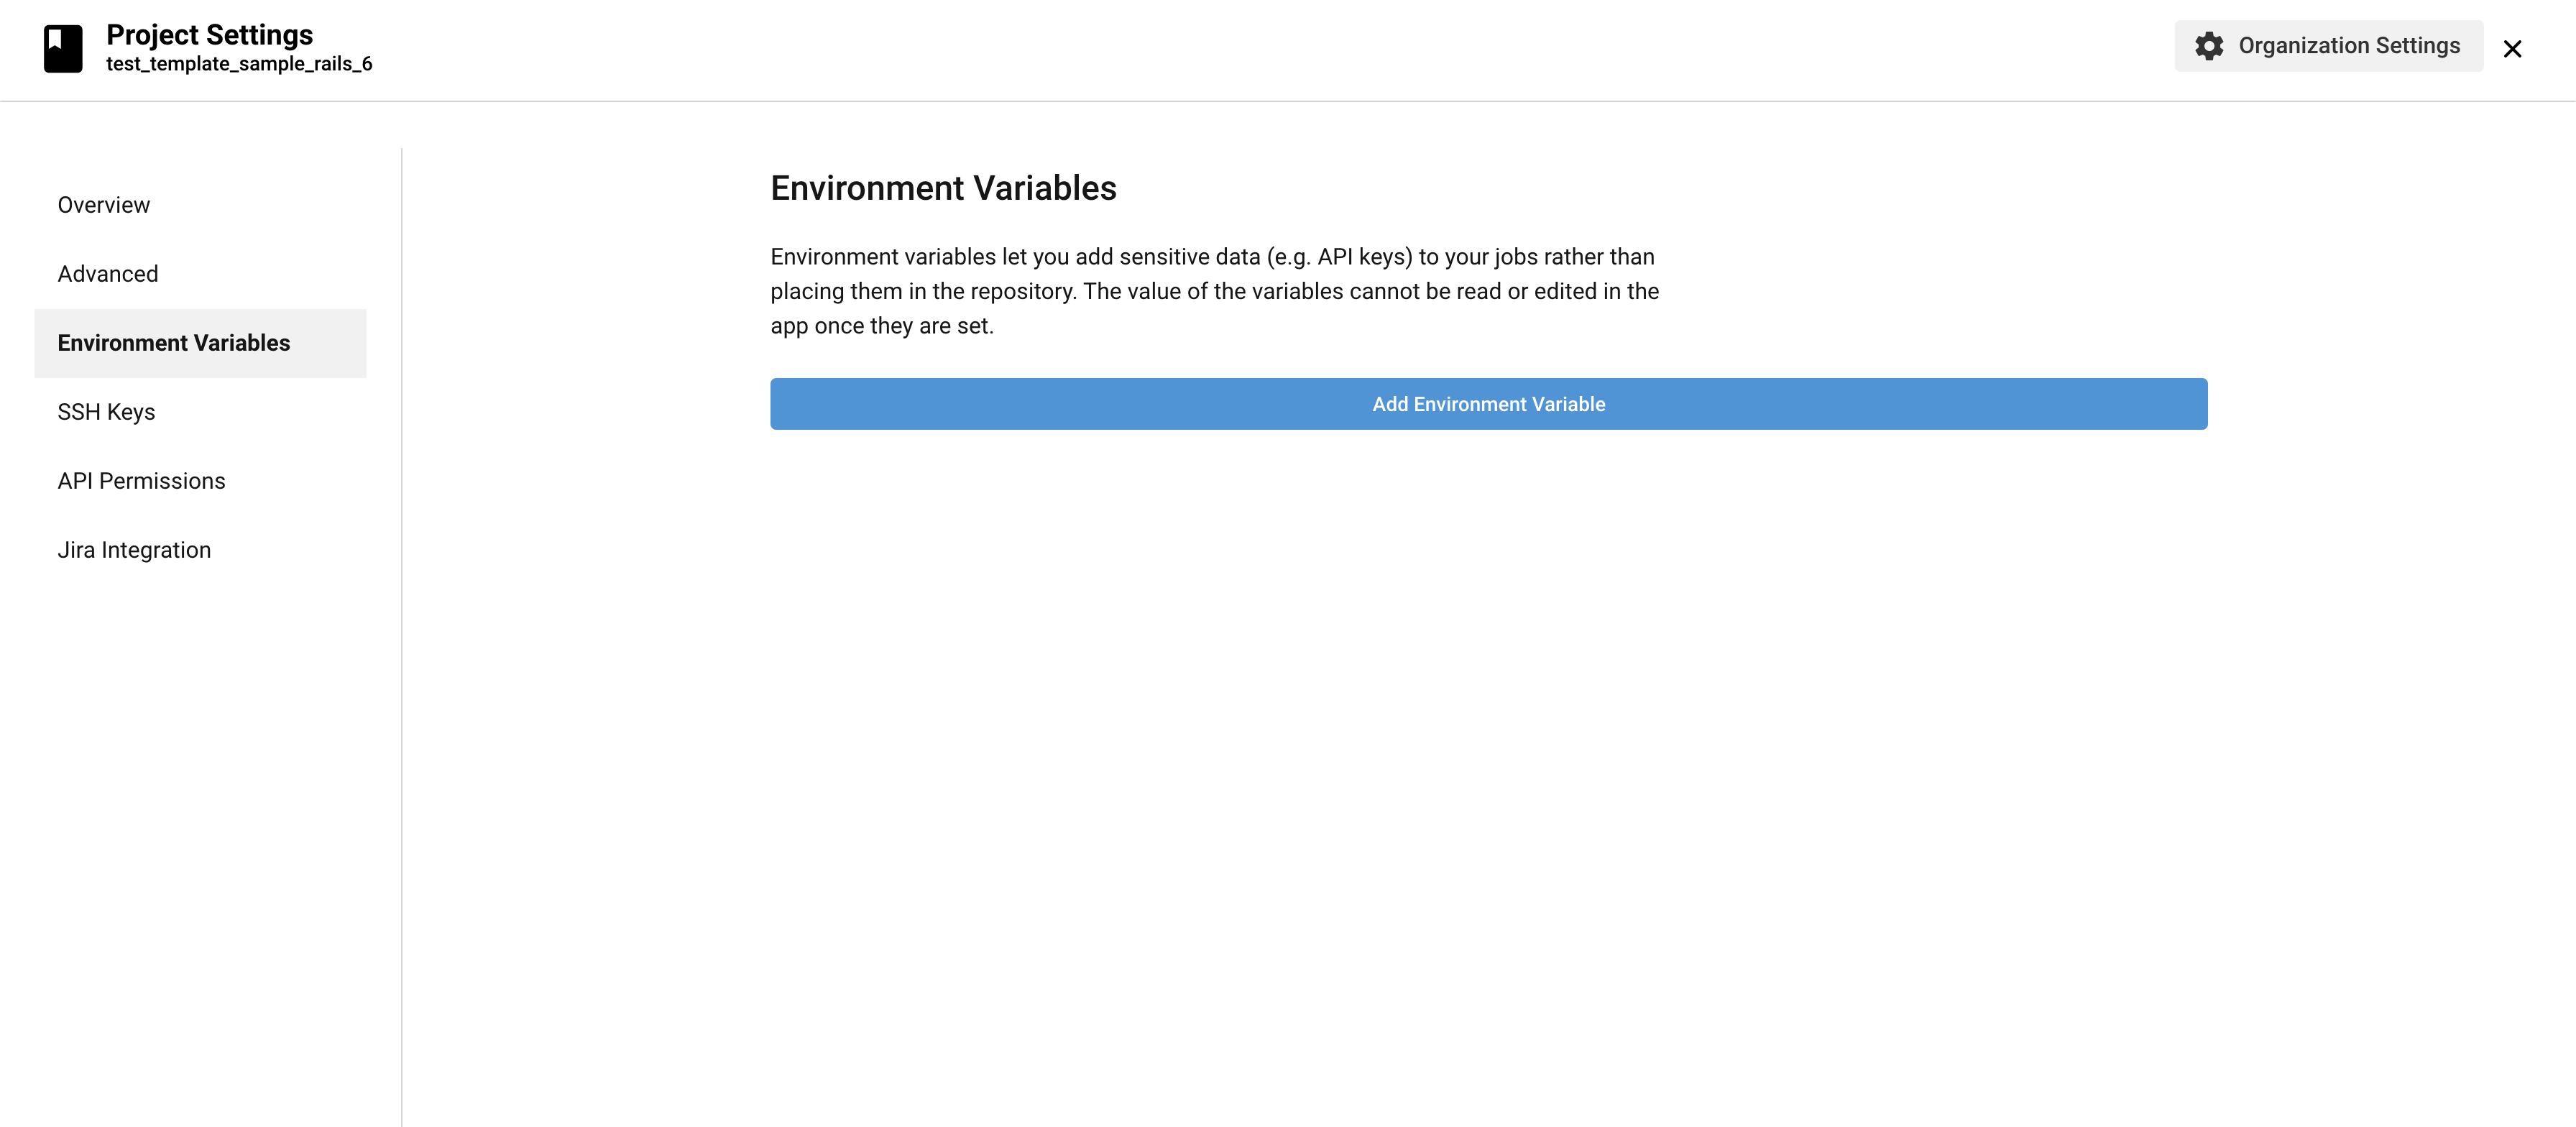 Project Settings
test_template_sample_rails_6
Organization Settings
Overview
Advanced
Environment Variables
SSH Keys
API Permissions
Jira Integration
Environment Variables
Environment variables let you add sensitive data (e.g. API keys) to your jobs rather than
placing them in the repository. The value of the variables cannot be read or edited in the
app once they are set.
Add Environment Variable